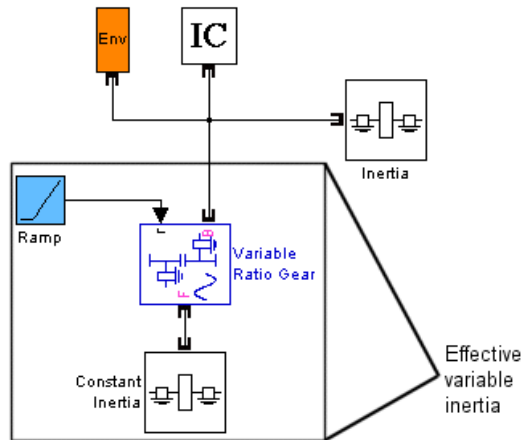 Env
IC
Inertia
Ramp
r
B
Variable
Ratio Gear
F
Constant
Inertia
Effective
variable
inertia